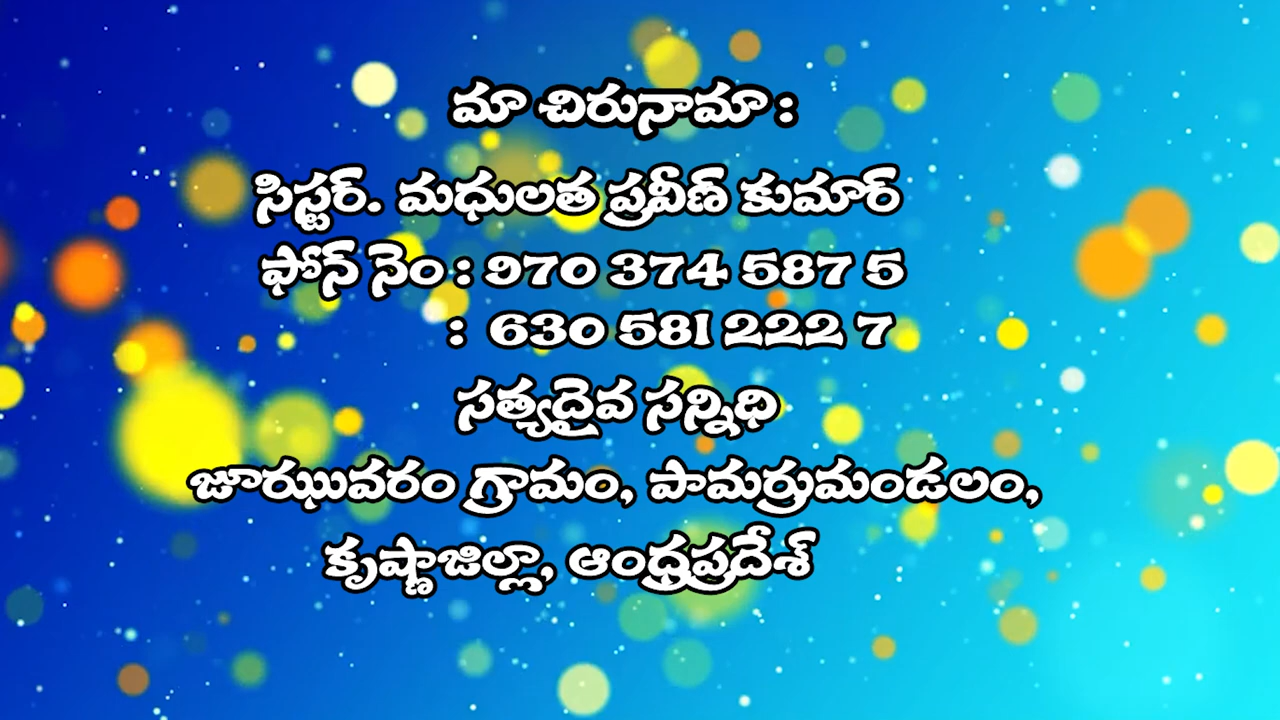 మా చిరునామా :
సిస్టర్. మధులత ప్రవీణ్ కుమార్
ఫోన్ నెం : 970 374 587 5
: 630 581 222 7
సత్యదైవ సన్నిధి
జూఝువరం గ్రామం, పామర్రుమండలం,
కృష్ణాజిల్లా, ఆంధ్రప్రదేశ్